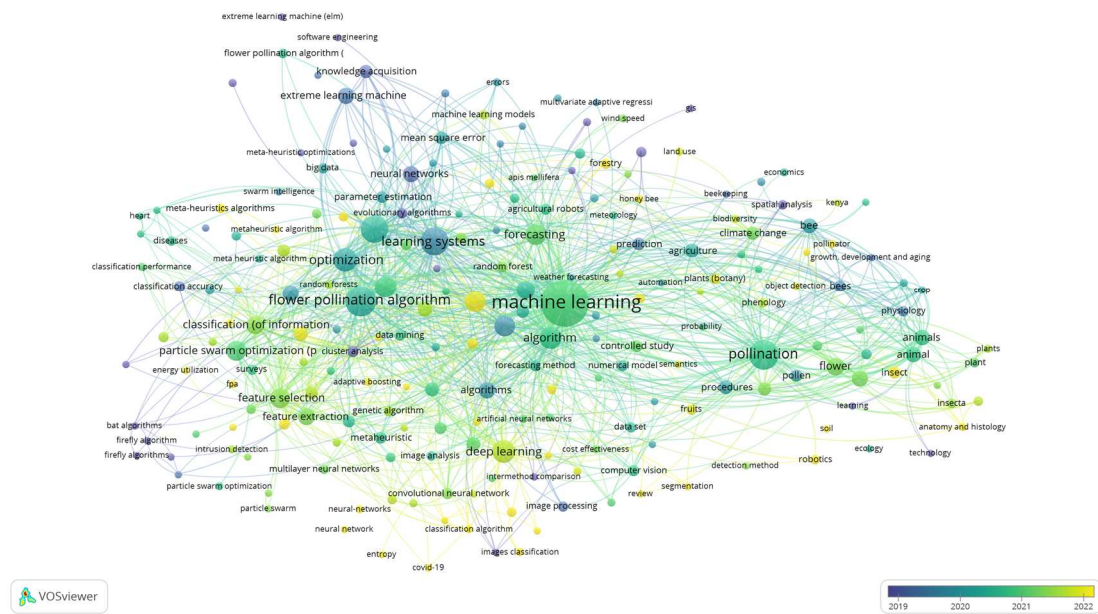 extreme learning machine (elm)
software engineering
flower pollination algorithm (
knowledge acquisition
errors
extreme learning machine
multivariate adaptive regressi
gis
machine learning models
wind speed
mean square error
meta-heuristic optimizations
land use
forestry
big data
neural networks
apis mellifera
economics
swarm intelligence
parameter estimation
honey bee
beekeeping
meta-heuristics algorithms
evolutionary algorithms
agricultural robots
spatial analysis
kenya
heart
meteorology
biodiversity
metaheristic algorithm
bee
diseases
learning systems
forecasting
climate change
prediction
agriculture
pollinator
meta heuristic algorithm
optimization
growth, development and aging
classification performance
random forest
weather forecasting
plants (botany)
classification accuracy
random forests
automation
object detection
bees
crop
flower pollination algorithm
machine learning
phenology
physiology
classification (of information
probability
data mining
algorithm
animals
particle swarm optimization (p
cluster analysis
controlled study
pollination
animal
plants
energy utilization
surveys
forecasting method
numerical model
semantics
flower
plant
fpa
adaptive boosting
pollen
insect
feature selection
algorithms
procedures
genetic algorithm
fruits
learning
insecta
feature extraction
artificial neural networks
bat algorithms
data set
soil
anatomy and histology
firefly algorithm
metaheuristic
intrusion detection
deep learning
cost effectiveness
ecology
technology
firefly algorithms
image analysis
robotics
multilayer neural networks
computer vision
detection method
intermethod comparison
particle swarm optimization
segmentation
convolutional neural network
review
particle swarm
neural-networks
image processing
neural network
classification algorithm
entropy
images classification
covid-19
VOSviewer
2019 2020 2021 2022